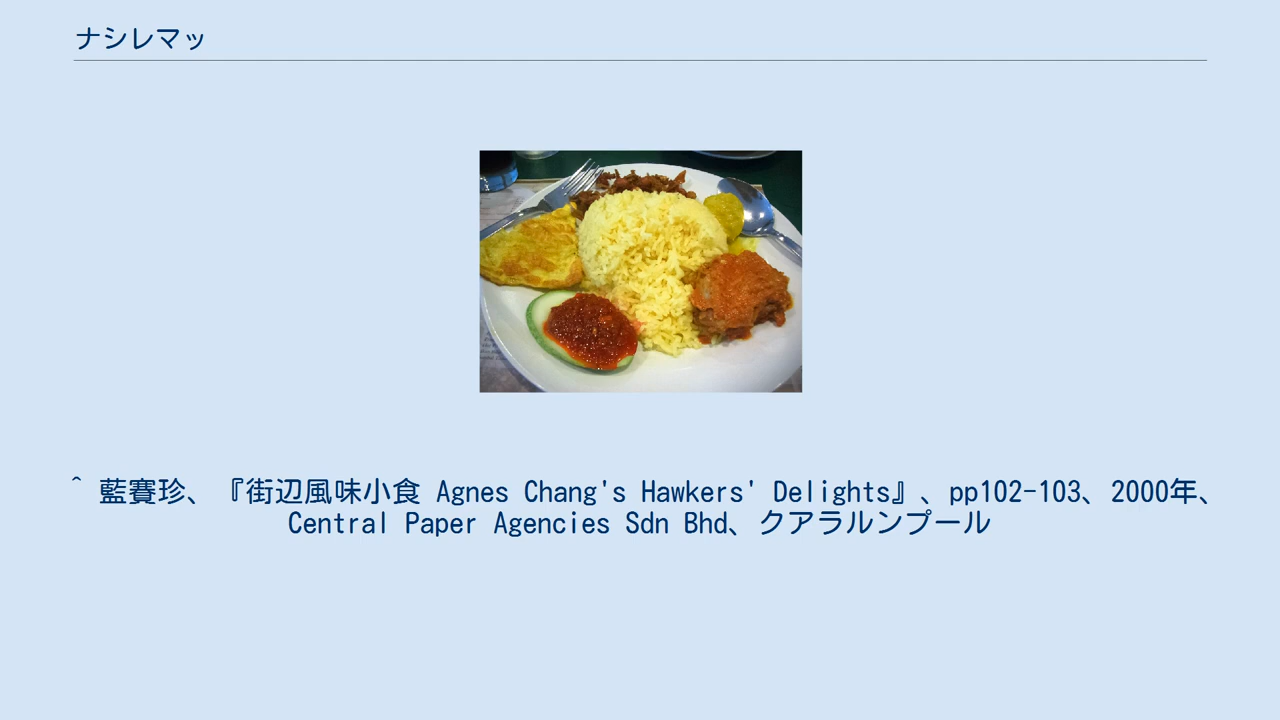 ナシレマッ
^ 藍賽珍、『街辺風味小食 Agnes Chang's Hawkers' Delights』、pp102-103、2000年、
Central Paper Agencies Sdn Bhd、クアラルンプール